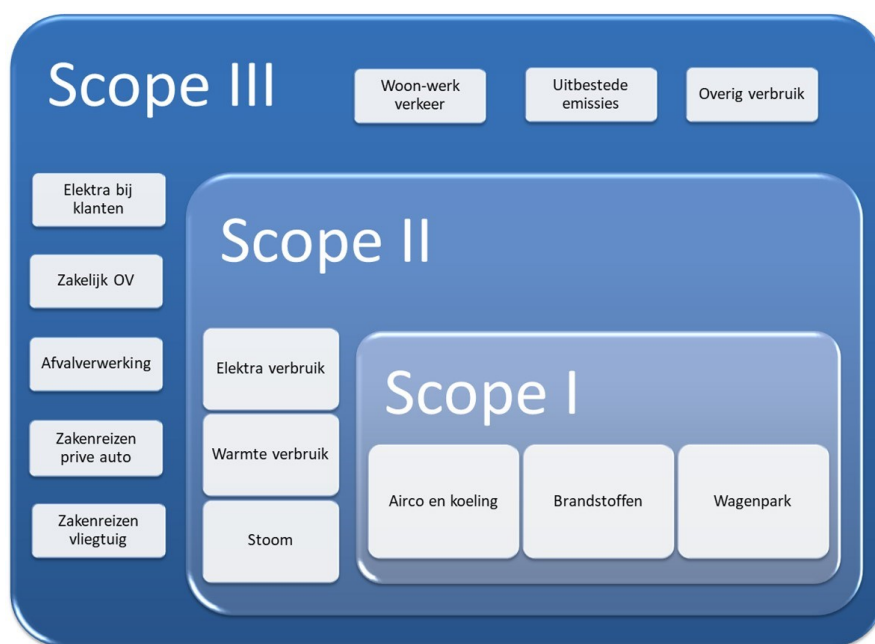 Scope III
Woon-werk
verkeer
Uitbestede
emissies
Overig verbruik
Elektra bij
klanten
Zakelijk OV
Afvalverwerking
Zakenreizen
prive auto
Zakenreizen
vliegtuig
Scope II
Elektra verbruik
Warmte verbruik
Stoom
Scope I
Airco en koeling
Brandstoffen
Wagenpark